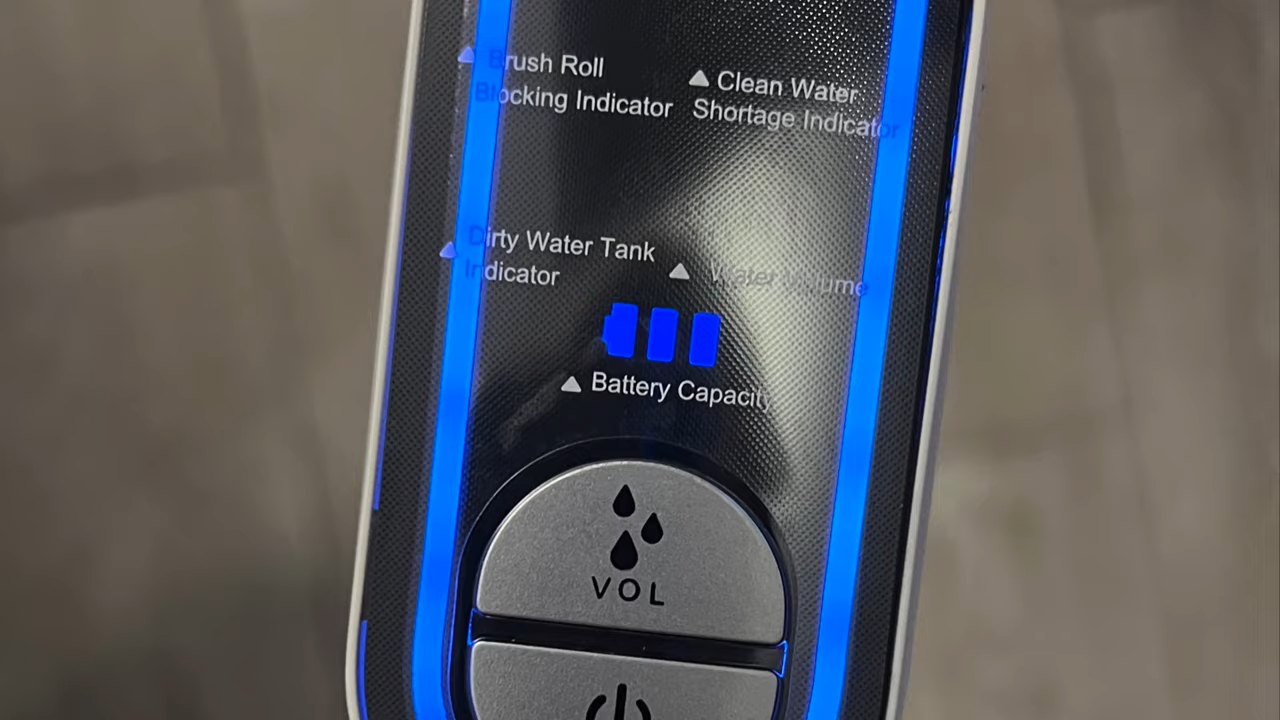 Brush Roll
Blocking Indicator
Clean Water
Shortage Indicator
Dirty Water Tank
Indicator
Water Volume
Battery Capacity
VOL